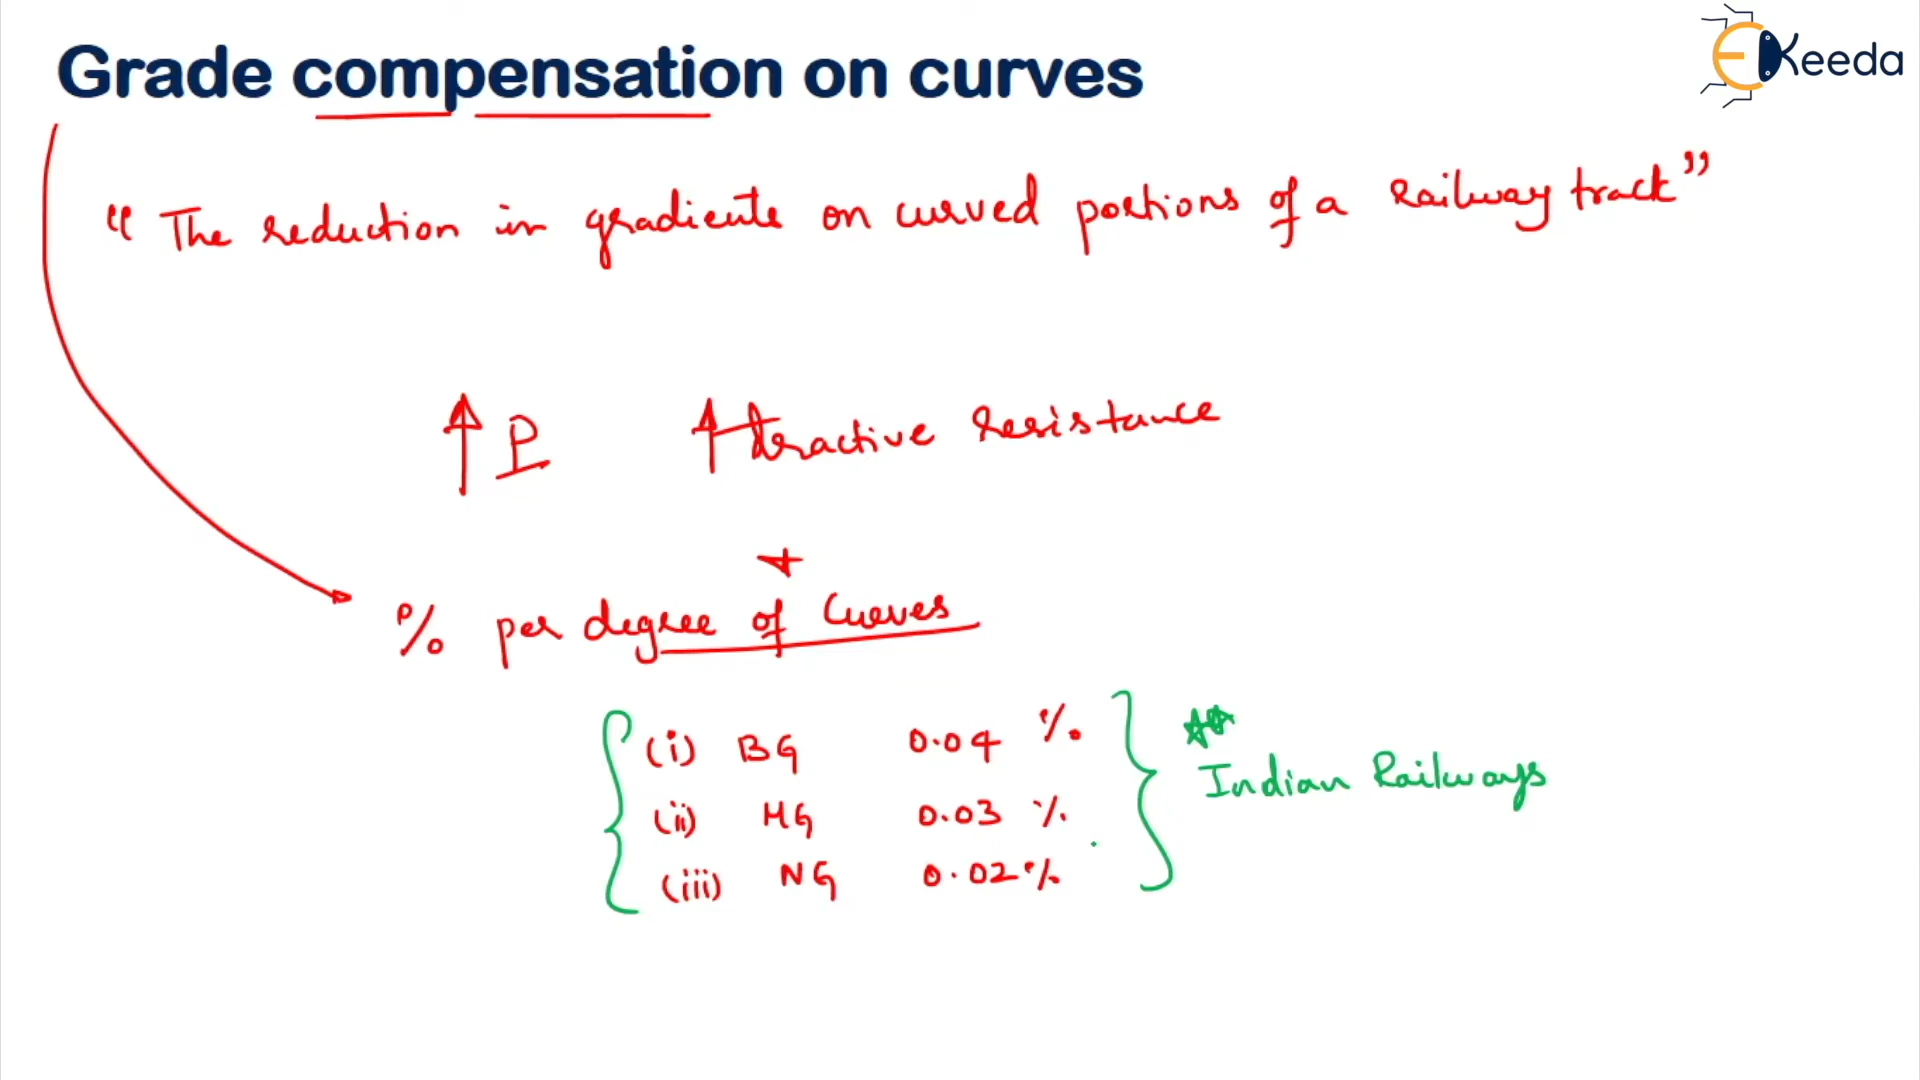 Grade compensation on curves
EKeeda
“The reduction in gradients on curved portions of a Railway track”
↑ P ↑ tractive resistance
% per degree of Curves
(i) BG 0.04 %
(ii) MG 0.03 %
(iii) NG 0.02 %
Indian Railways